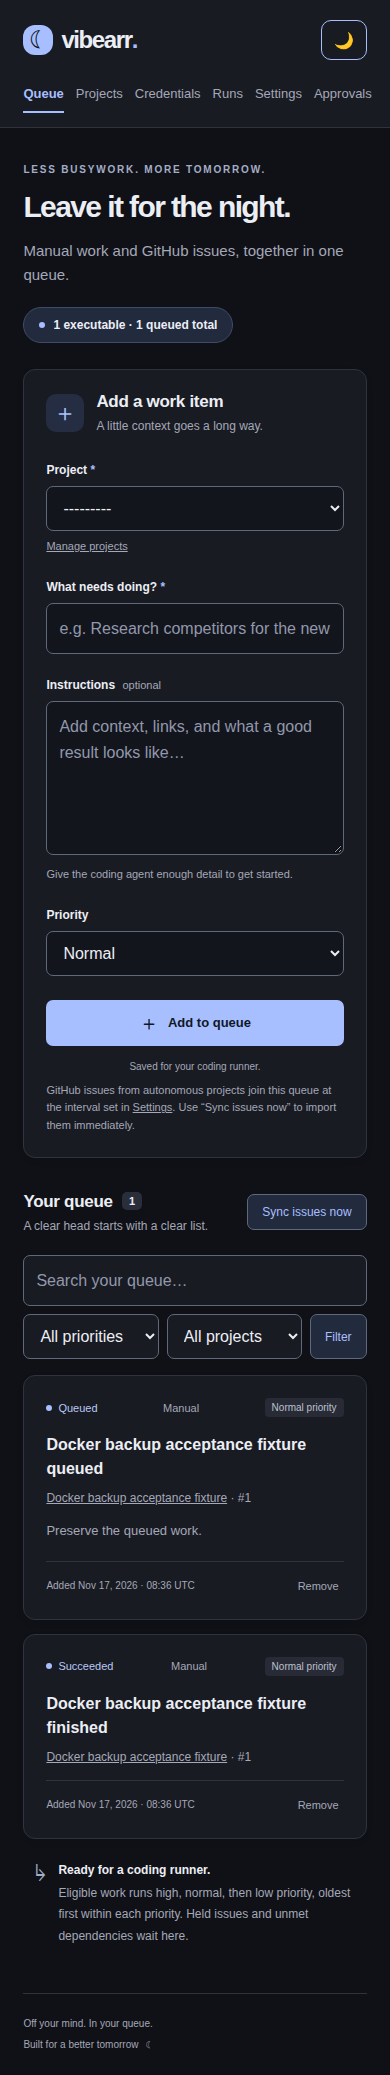 vibearr.
Queue Projects Credentials Runs Settings Approvals
LESS BUSYWORK. MORE TOMORROW.
Leave it for the night.
Manual work and GitHub issues, together in one
queue.
1 executable · 1 queued total
Add a work item
A little context goes a long way.
Project *
---------
Manage projects
What needs doing? *
e.g. Research competitors for the new
Instructions optional
Add context, links, and what a good
result looks like…
Give the coding agent enough detail to get started.
Priority
Normal
+ Add to queue
Saved for your coding runner.
GitHub issues from autonomous projects join this queue at
the interval set in Settings. Use “Sync issues now” to import
them immediately.
Your queue 1
A clear head starts with a clear list.
Sync issues now
Search your queue…
All priorities All projects Filter
Queued Manual Normal priority
Docker backup acceptance fixture
queued
Docker backup acceptance fixture · #1
Preserve the queued work.
Added Nov 17, 2026 · 08:36 UTC Remove
Succeeded Manual Normal priority
Docker backup acceptance fixture
finished
Docker backup acceptance fixture · #1
Added Nov 17, 2026 · 08:36 UTC Remove
Ready for a coding runner.
Eligible work runs high, normal, then low priority, oldest
first within each priority. Held issues and unmet
dependencies wait here.
Off your mind. In your queue.
Built for a better tomorrow ☾